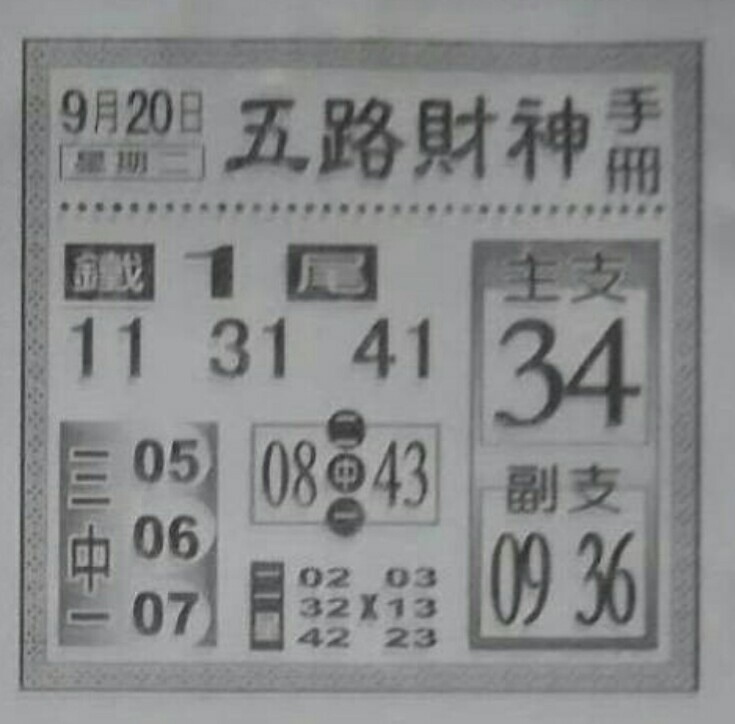 9月20日
星期二
五路財神
手冊
鐵 1 尾
11 31 41
主支
34
三中一
05
06
07
08 二中一 43
副支
09 36
二星
02 03
32 X 13
42 23